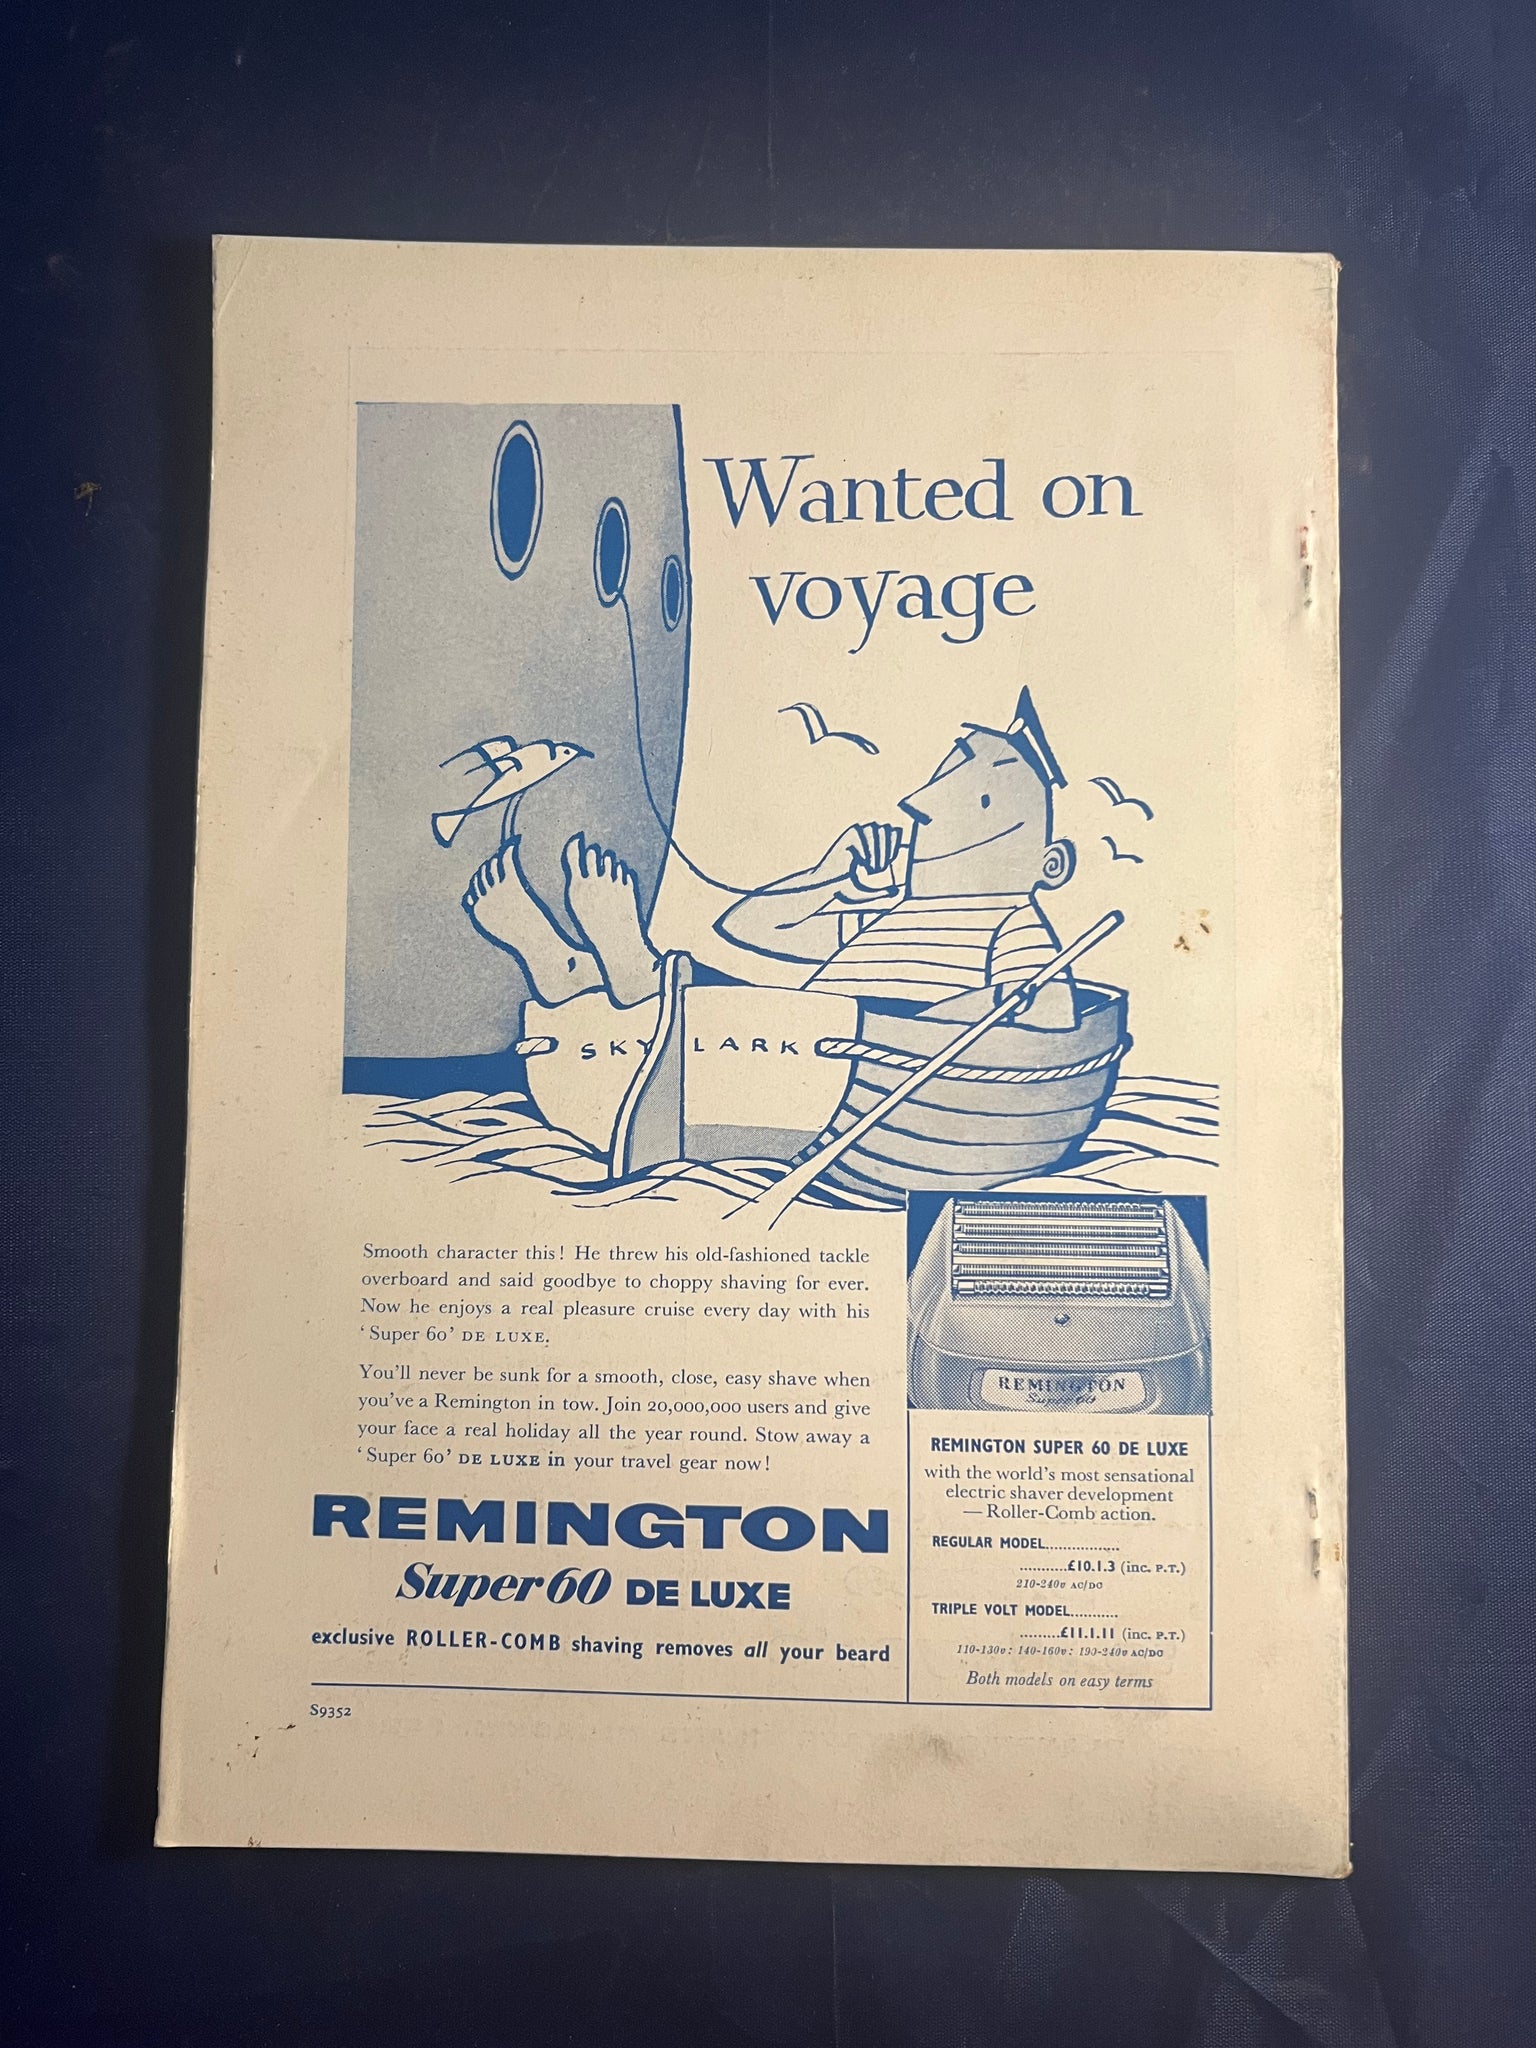 Wanted on
voyage
SKY LARK
Smooth character this! He threw his old-fashioned tackle
overboard and said goodbye to choppy shaving for ever.
Now he enjoys a real pleasure cruise every day with his
‘Super 60’ DE LUXE.
You'll never be sunk for a smooth, close, easy shave when
you've a Remington in tow. Join 20,000,000 users and give
your face a real holiday all the year round. Stow away a
‘Super 60’ DE LUXE in your travel gear now!
REMINGTON
Super 60 DE LUXE
exclusive ROLLER-COMB shaving removes all your beard
S9352
REMINGTON
Super 60
REMINGTON SUPER 60 DE LUXE
with the world's most sensational
electric shaver development
— Roller-Comb action.
REGULAR MODEL.................
...........£10.1.3 (inc. P.T.)
210-240v AC/DC
TRIPLE VOLT MODEL...........
.........£11.1.11 (inc. P.T.)
110-130v: 140-160v: 190-240v AC/DC
Both models on easy terms